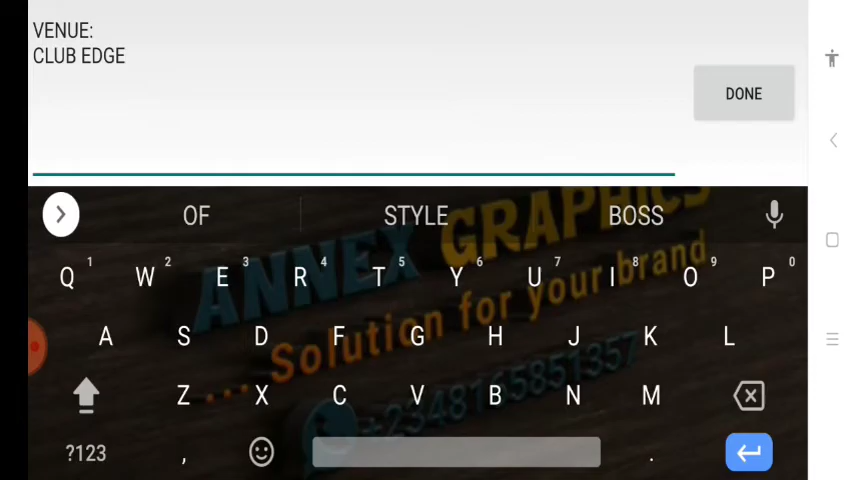 VENUE:
CLUB EDGE
DONE
OF STYLE BOSS
ANNEX GRAPHICS
... Solution for your brand
+2348165851357
Q 1 W 2 E 3 R 4 T 5 Y 6 U 7 I 8 O 9 P 0
A S D F G H J K L
Z X C V B N M
?123 , .